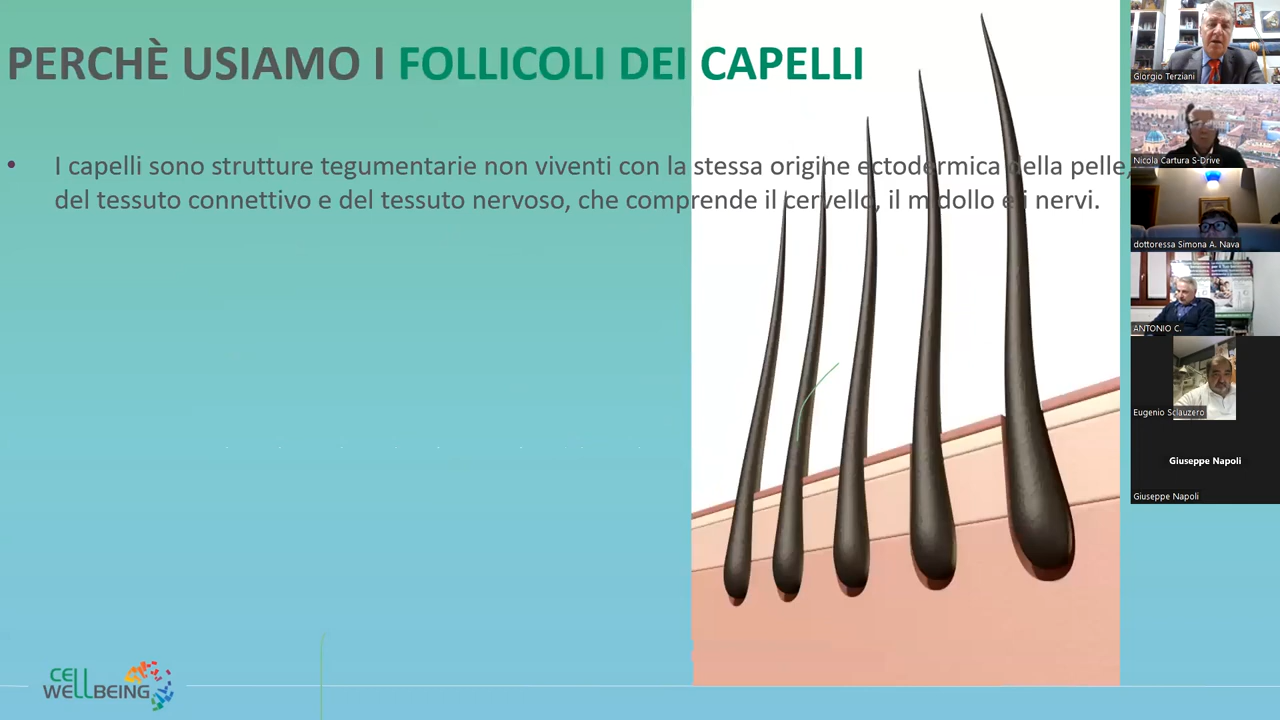 PERCHÈ USIAMO I FOLLICOLI DEI CAPELLI
• I capelli sono strutture tegumentarie non viventi con la stessa origine ectodermica della pelle,
del tessuto connettivo e del tessuto nervoso, che comprende il cervello, il midollo e i nervi.
CELL
WELLBEING
Giorgio Terziani
Nicola Cartura S-Drive
dottoressa Simona A. Nava
ANTONIO C.
Eugenio Sclauzero
Giuseppe Napoli
Giuseppe Napoli